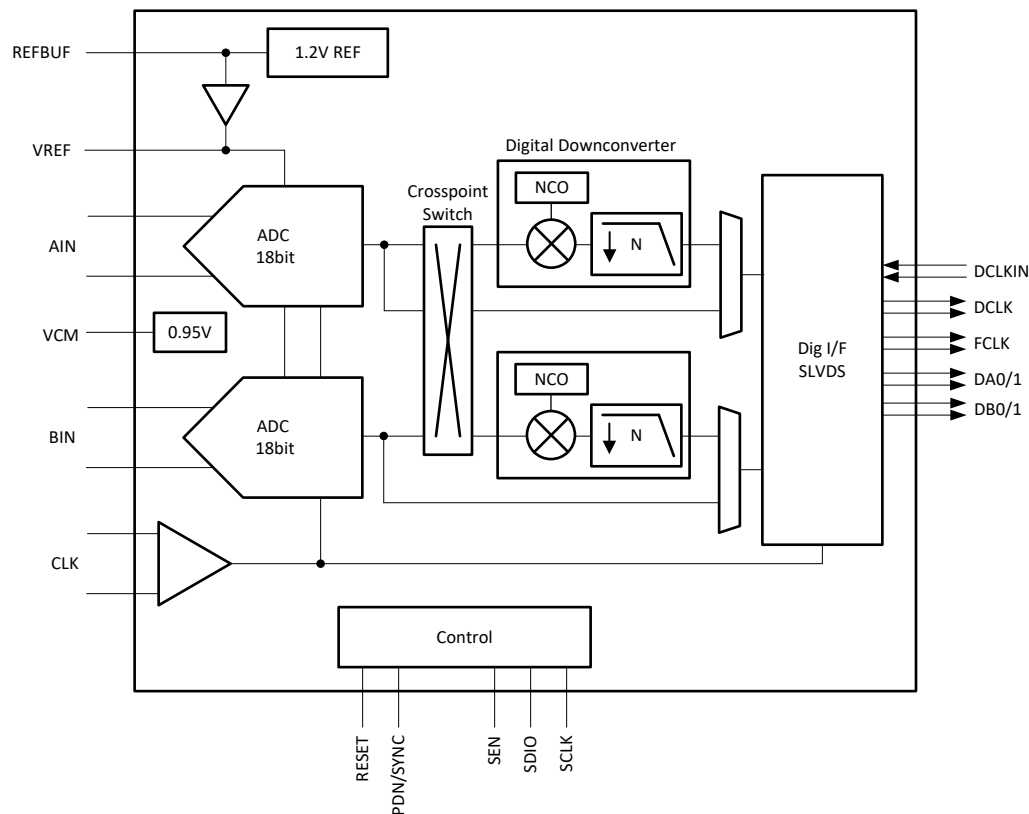 REFBUF
1.2V REF
VREF
Digital Downconverter
NCO
Crosspoint
Switch
AIN
ADC
18bit
N
DCLKIN
DCLK
VCM
0.95V
Dig I/F
SLVDS
FCLK
NCO
DA0/1
DB0/1
BIN
ADC
18bit
N
CLK
Control
RESET
PDN/SYNC
SEN
SDIO
SCLK